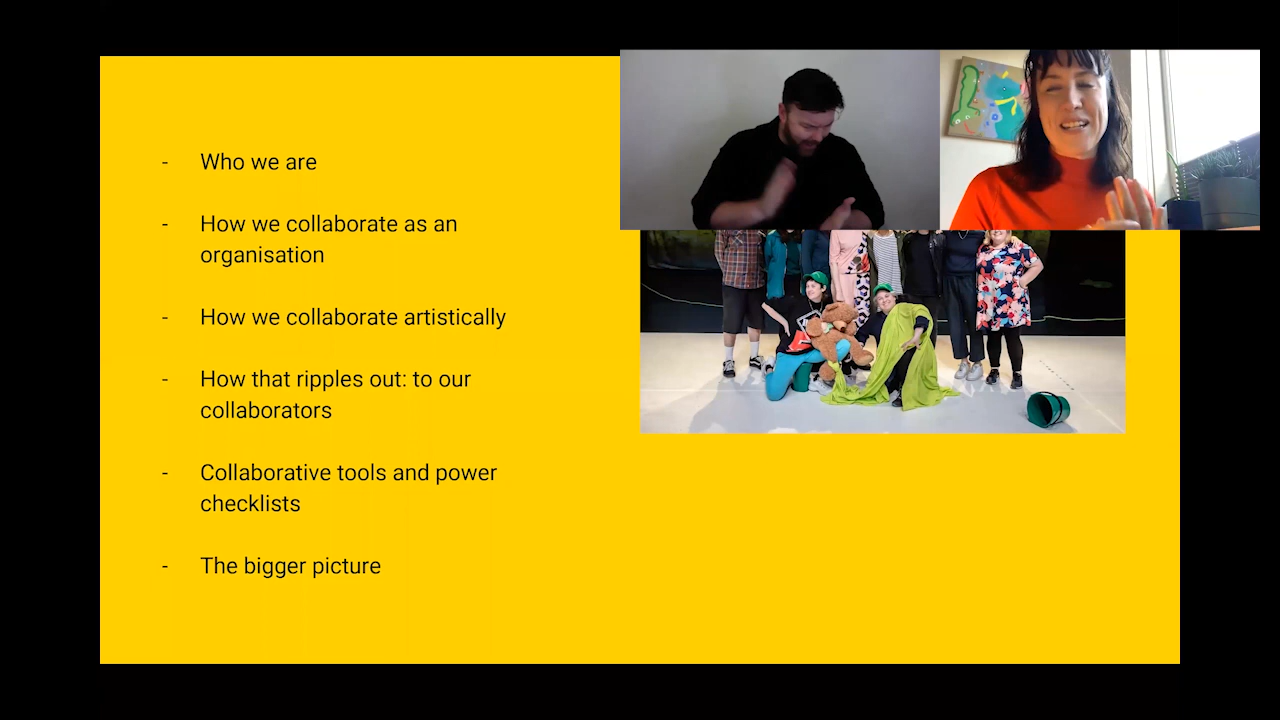 - Who we are
- How we collaborate as an
organisation
- How we collaborate artistically
- How that ripples out: to our
collaborators
- Collaborative tools and power
checklists
- The bigger picture